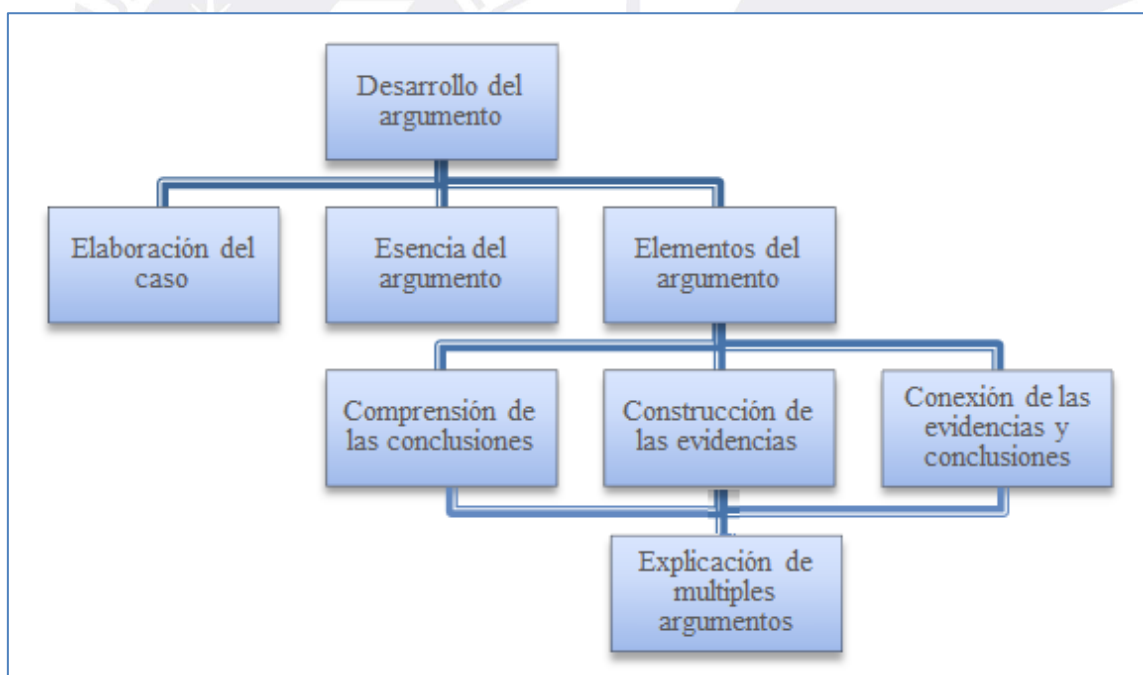 Desarrollo del
argumento
Elaboración del
caso
Esencia del
argumento
Elementos del
argumento
Comprensión de
las conclusiones
Construcción de
las evidencias
Conexión de las
evidencias y
conclusiones
Explicación de
multiples
argumentos